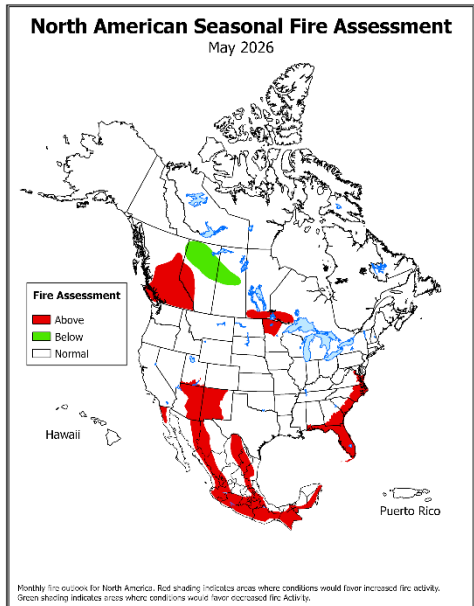 North American Seasonal Fire Assessment
May 2026
Fire Assessment
Above
Below
Normal
Hawaii
Puerto Rico
Monthly fire outlook for North America. Red shading indicates areas where conditions would favor increased fire activity.
Green shading indicates areas where conditions would favor decreased fire Activity.